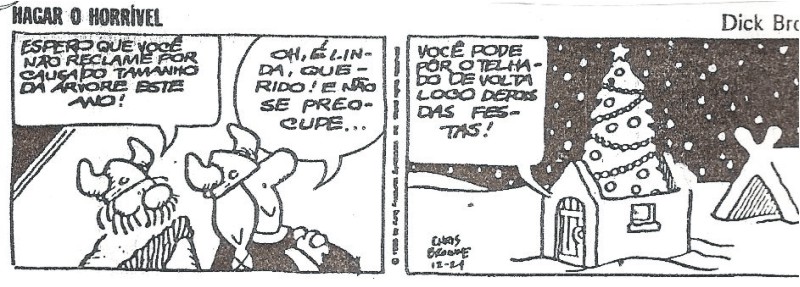 HAGAR O HORRÍVEL
Dick Bro
ESPERO QUE VOCÊ
NÃO RECLAME POR
CAUSA DO TAMANHO
DA ÁRVORE ESTE
ANO!
OH, É LIN-
DA, QUE-
RIDO! E NÃO
SE PREO-
CUPE...
VOCÊ PODE
PÔR O TELHA-
DO DE VOLTA
LOGO DEPOIS
DAS FES-
TAS!
CHRIS
BROWNE
12-24